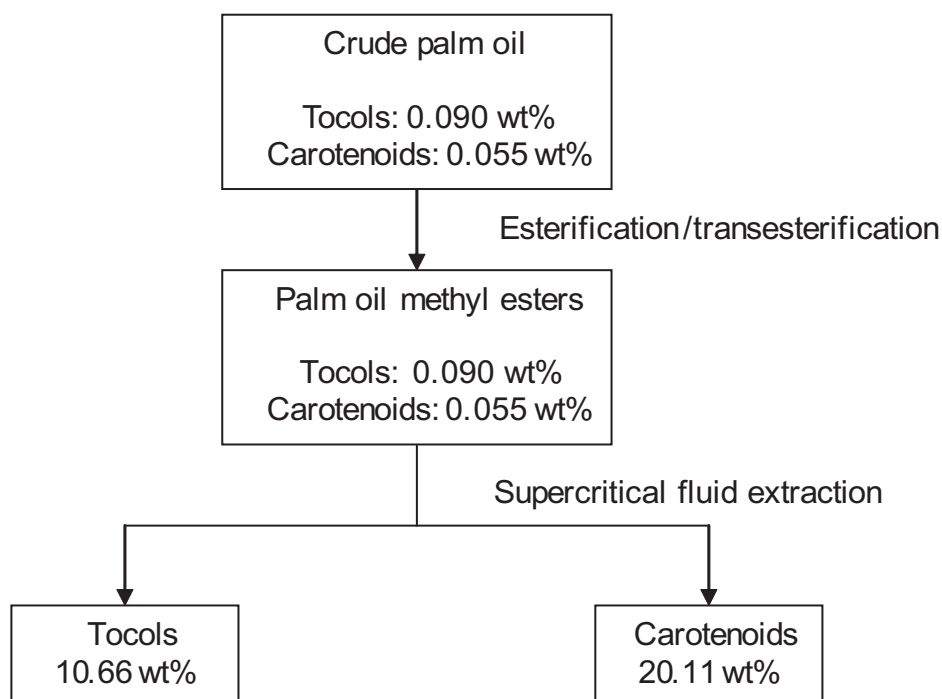 Crude palm oil
Tocols: 0.090 wt%
Carotenoids: 0.055 wt%
Esterification/transesterification
Palm oil methyl esters
Tocols: 0.090 wt%
Carotenoids: 0.055 wt%
Supercritical fluid extraction
Tocols
10.66 wt%
Carotenoids
20.11 wt%